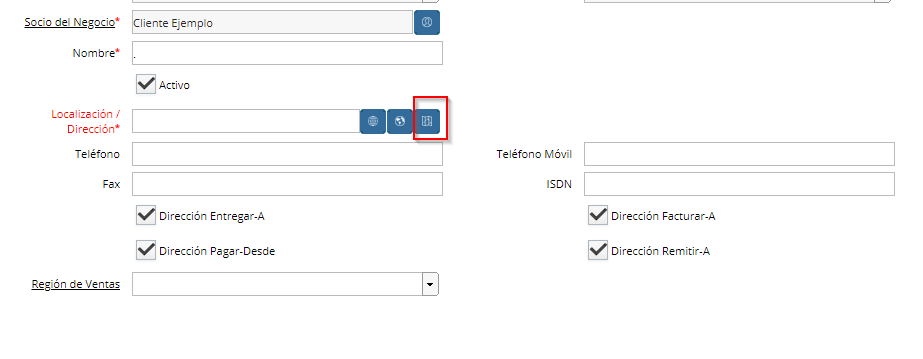 Socio del Negocio* Cliente Ejemplo
Nombre* .
Activo
Localización /
Dirección*
Teléfono Teléfono Móvil
Fax ISDN
Dirección Entregar-A Dirección Facturar-A
Dirección Pagar-Desde Dirección Remitir-A
Región de Ventas